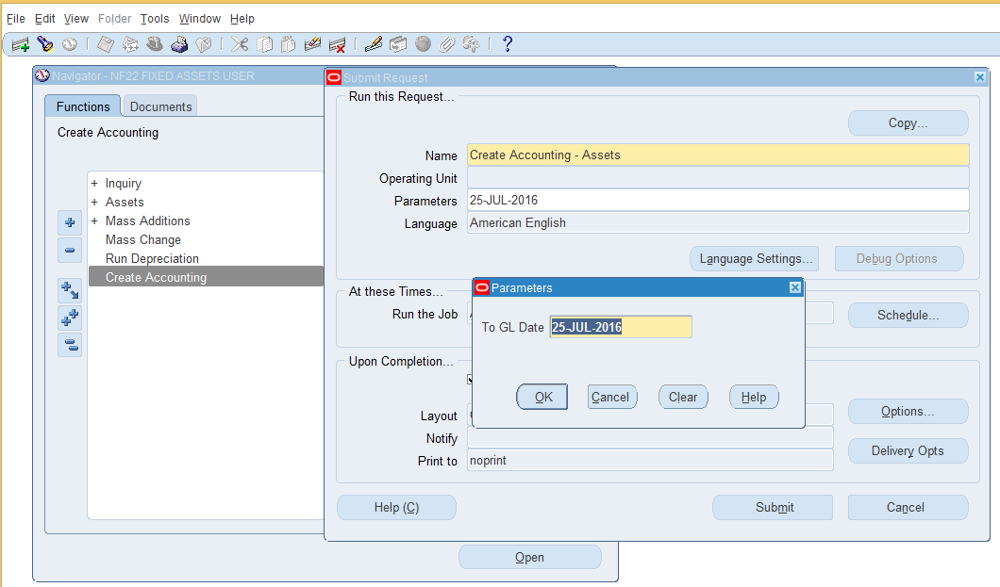 File Edit View Folder Tools Window Help
Navigator - NF22 FIXED ASSETS USER
Functions Documents
Create Accounting
+ Inquiry
+ Assets
+ Mass Additions
Mass Change
Run Depreciation
Create Accounting
Open
Submit Request
Run this Request...
Copy...
Name Create Accounting - Assets
Operating Unit
Parameters 25-JUL-2016
Language American English
Language Settings... Debug Options
At these Times...
Run the Job
Schedule...
Upon Completion...
Layout
Options...
Notify
Print to noprint
Delivery Opts
Help (C) Submit Cancel
Parameters
To GL Date 25-JUL-2016
OK Cancel Clear Help